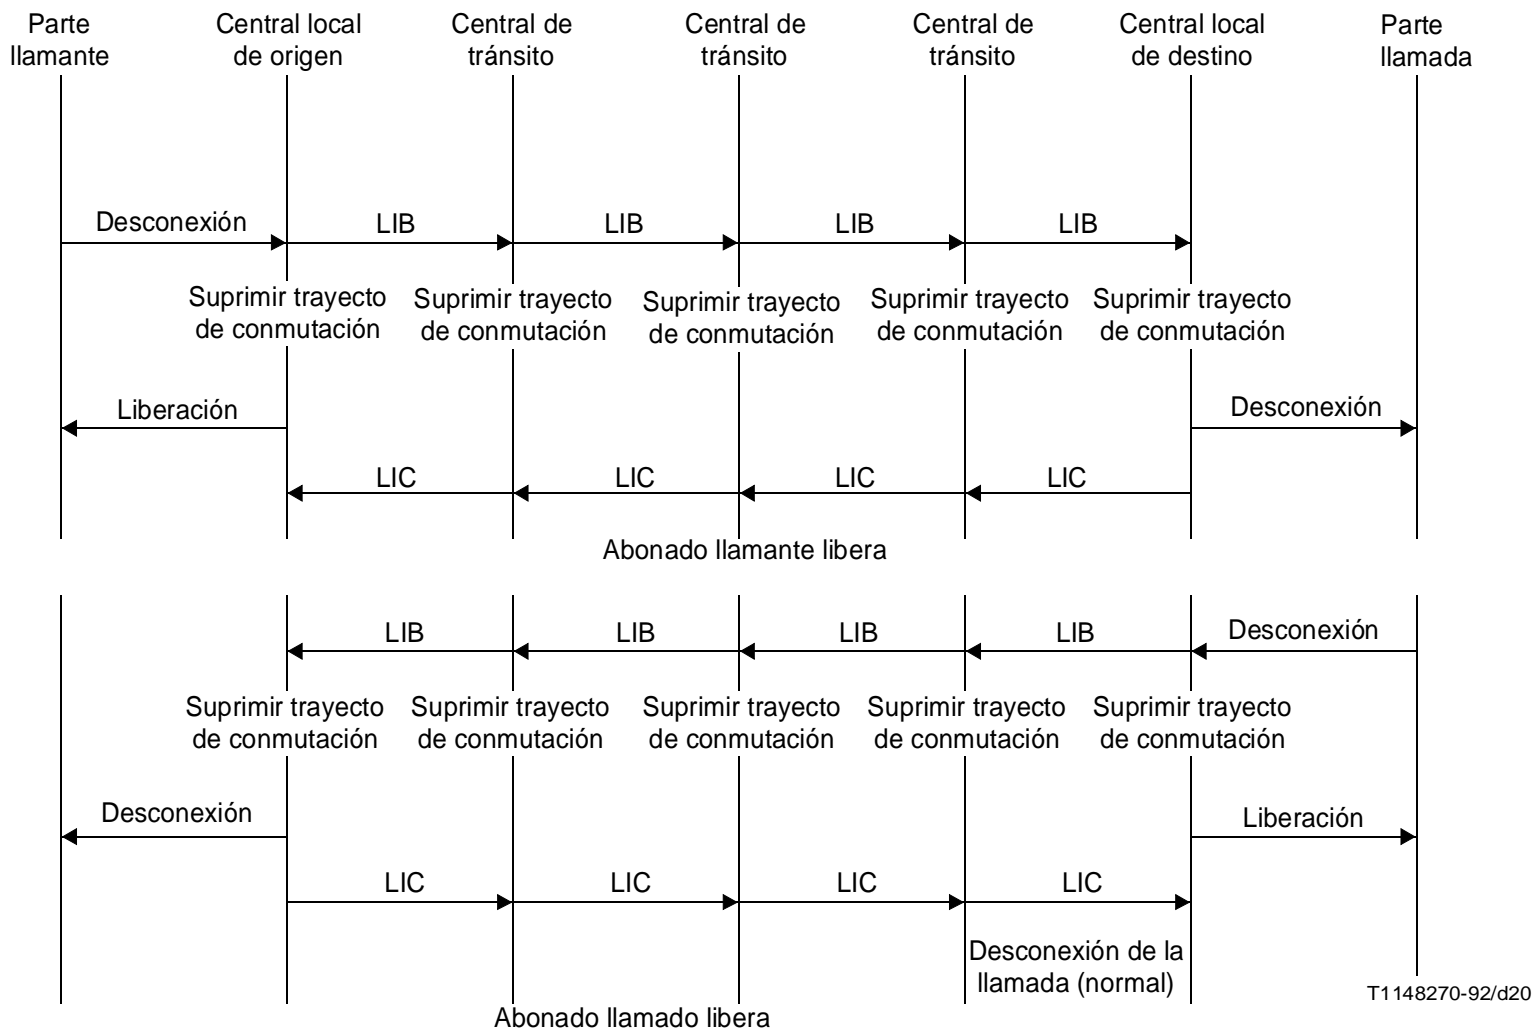 Parte
llamante
Central local
de origen
Central de
tránsito
Central de
tránsito
Central de
tránsito
Central local
de destino
Parte
llamada
Desconexión
LIB
LIB
LIB
LIB
Suprimir trayecto
de conmutación
Suprimir trayecto
de conmutación
Suprimir trayecto
de conmutación
Suprimir trayecto
de conmutación
Suprimir trayecto
de conmutación
Liberación
Desconexión
LIC
LIC
LIC
LIC
Abonado llamante libera
LIB
LIB
LIB
LIB
Desconexión
Suprimir trayecto
de conmutación
Suprimir trayecto
de conmutación
Suprimir trayecto
de conmutación
Suprimir trayecto
de conmutación
Suprimir trayecto
de conmutación
Desconexión
Liberación
LIC
LIC
LIC
LIC
Desconexión de la
llamada (normal)
T1148270-92/d20
Abonado llamado libera